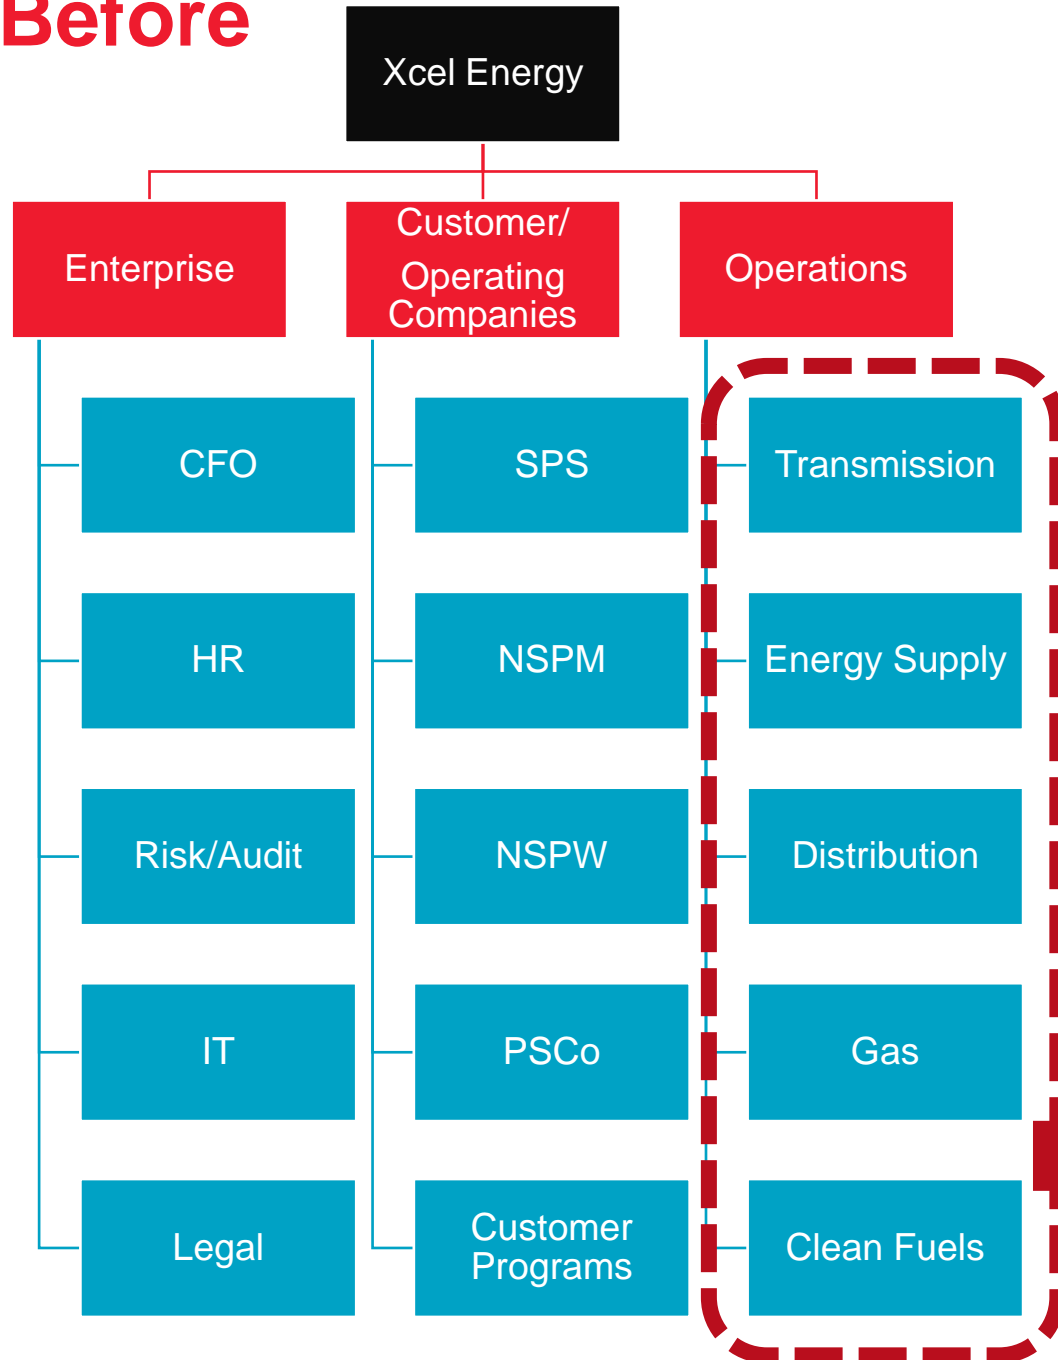 Before
Xcel Energy
Enterprise
Customer/
Operating
Companies
Operations
CFO
SPS
Transmission
HR
NSPM
Energy Supply
Risk/Audit
NSPW
Distribution
IT
PSCo
Gas
Legal
Customer
Programs
Clean Fuels